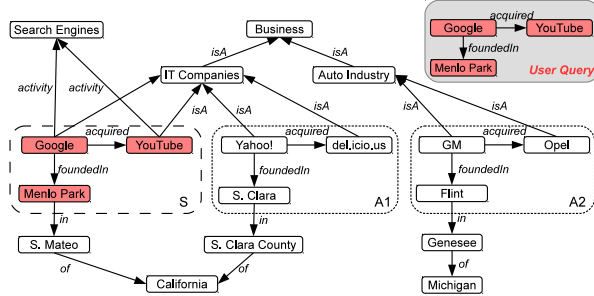 Google
acquired
YouTube
foundedIn
Menlo Park
User Query
Search Engines
Business
isA
isA
IT Companies
Auto Industry
activity
activity
isA
isA
isA
isA
isA
isA
Google
acquired
YouTube
Yahoo!
acquired
del.icio.us
GM
acquired
Opel
foundedIn
foundedIn
foundedIn
Menlo Park
S
S. Clara
A1
Flint
A2
in
in
in
S. Mateo
S. Clara County
Genesee
of
of
of
California
Michigan